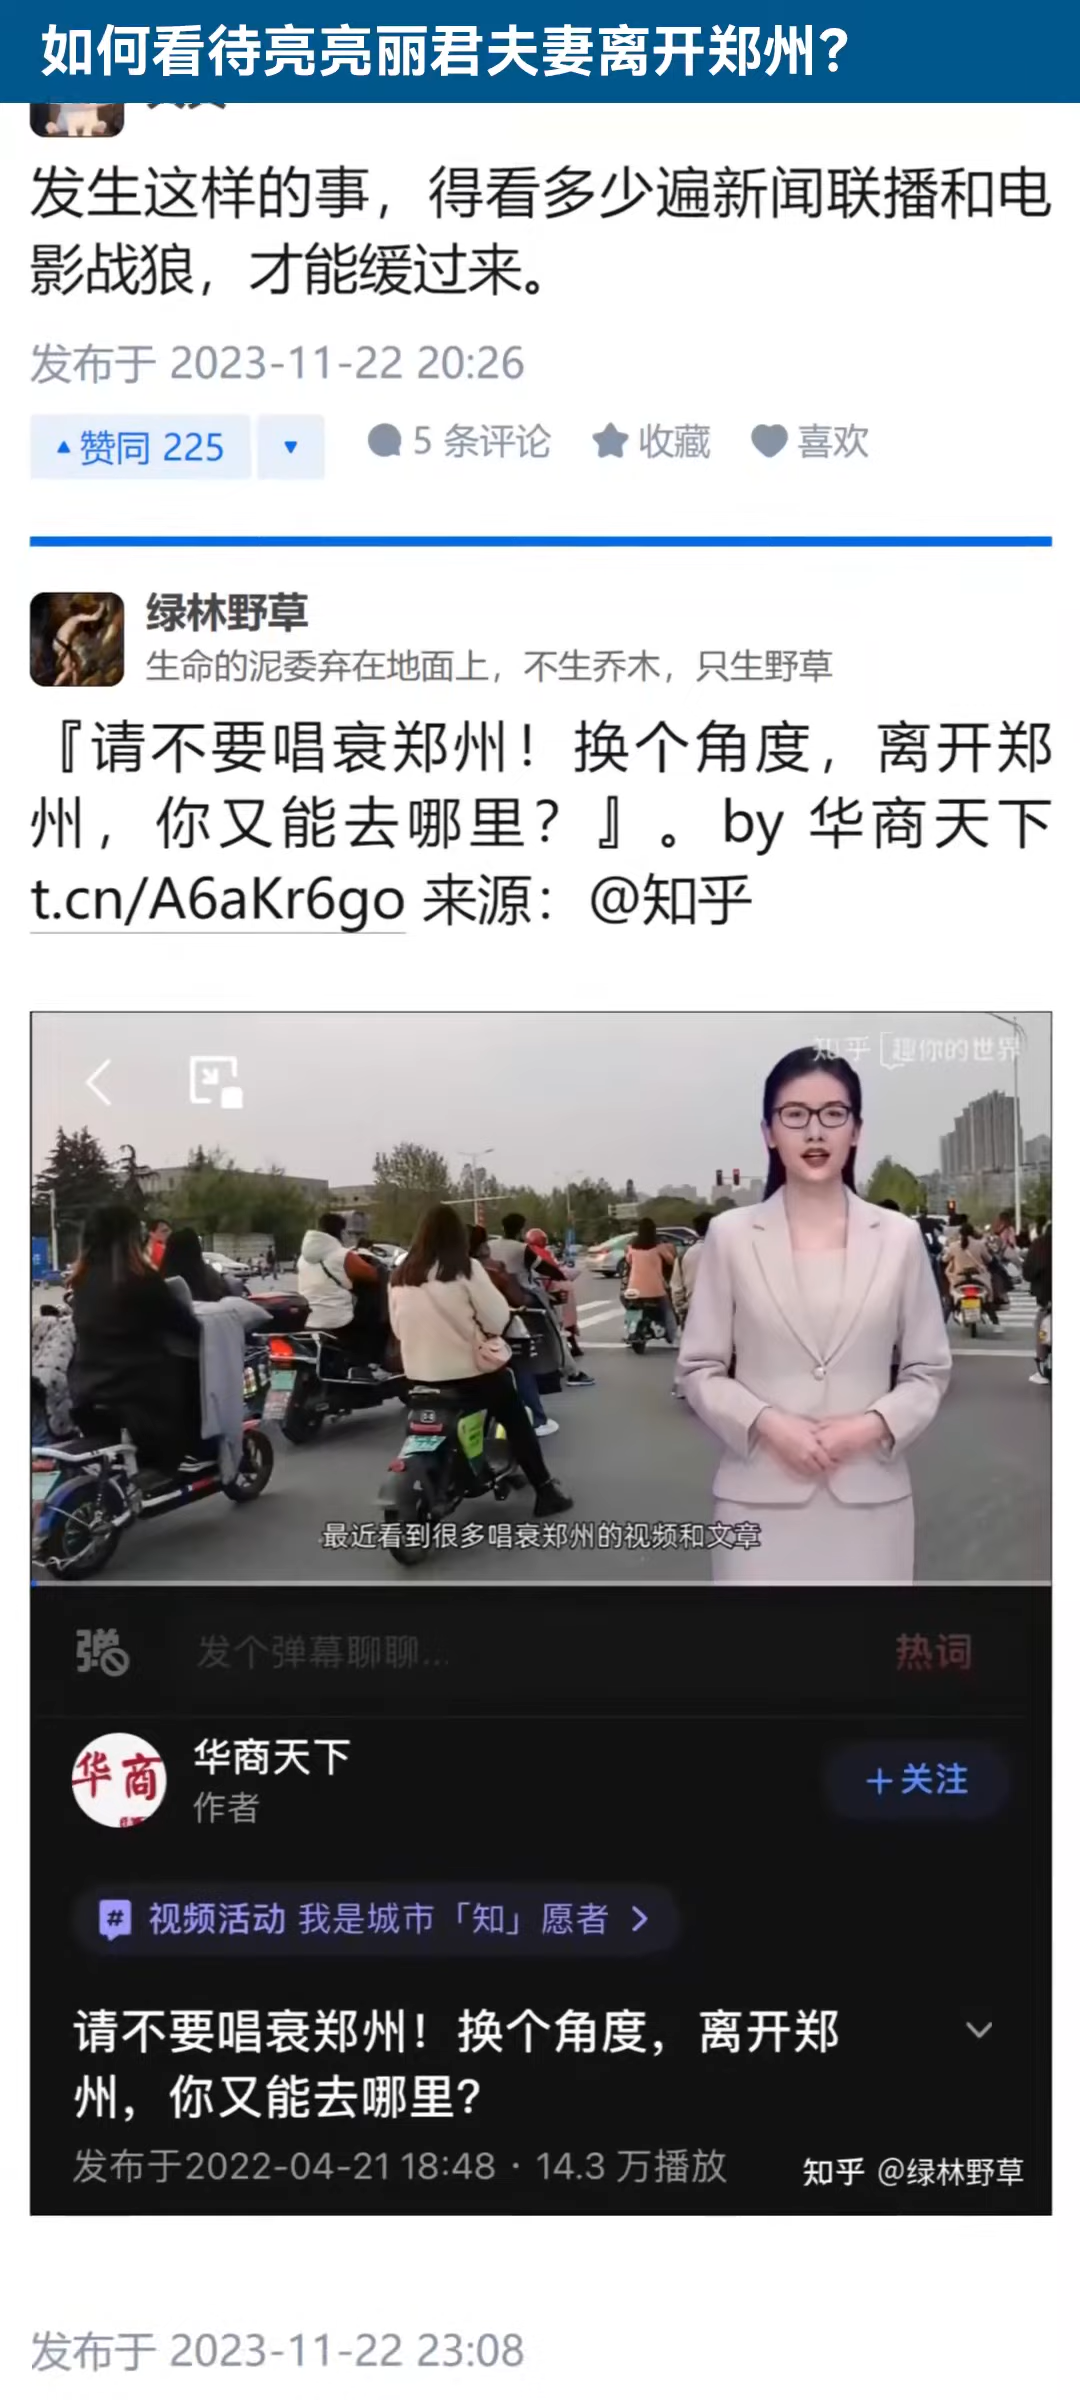 如何看待亮亮丽君夫妻离开郑州？
发生这样的事，得看多少遍新闻联播和电
影战狼，才能缓过来。
发布于 2023-11-22 20:26
赞同 225
5 条评论
收藏
喜欢
绿林野草
生命的泥委弃在地面上，不生乔木，只生野草
『请不要唱衰郑州！换个角度，离开郑
州，你又能去哪里？』。by 华商天下
t.cn/A6aKr6go 来源：@知乎
知乎 趣你的世界
最近看到很多唱衰郑州的视频和文章
弹
发个弹幕聊聊...
热词
华商
华商天下
作者
+关注
# 视频活动 我是城市「知」愿者
请不要唱衰郑州！换个角度，离开郑
州，你又能去哪里？
发布于2022-04-21 18:48 · 14.3 万播放
知乎 @绿林野草
发布于 2023-11-22 23:08